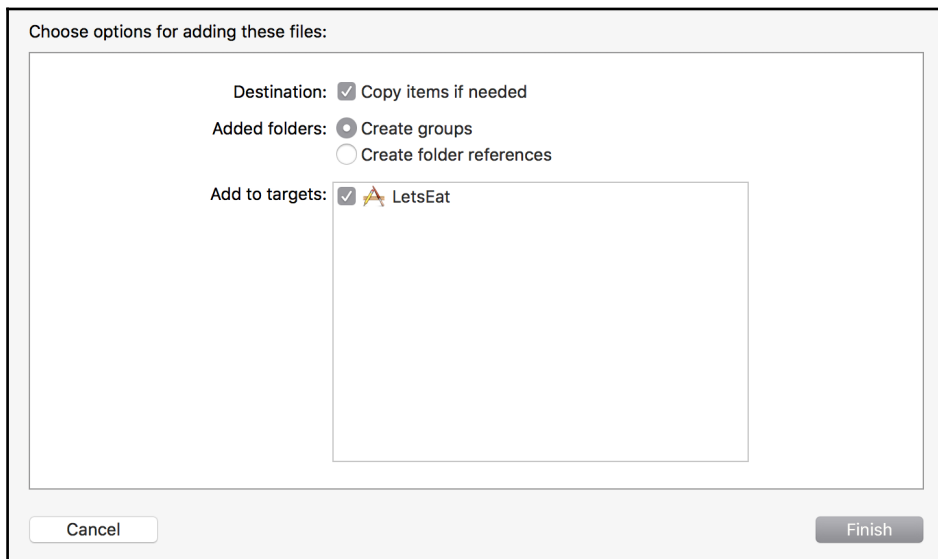 Choose options for adding these files:
Destination: Copy items if needed
Added folders: Create groups
Create folder references
Add to targets: LetsEat
Cancel Finish